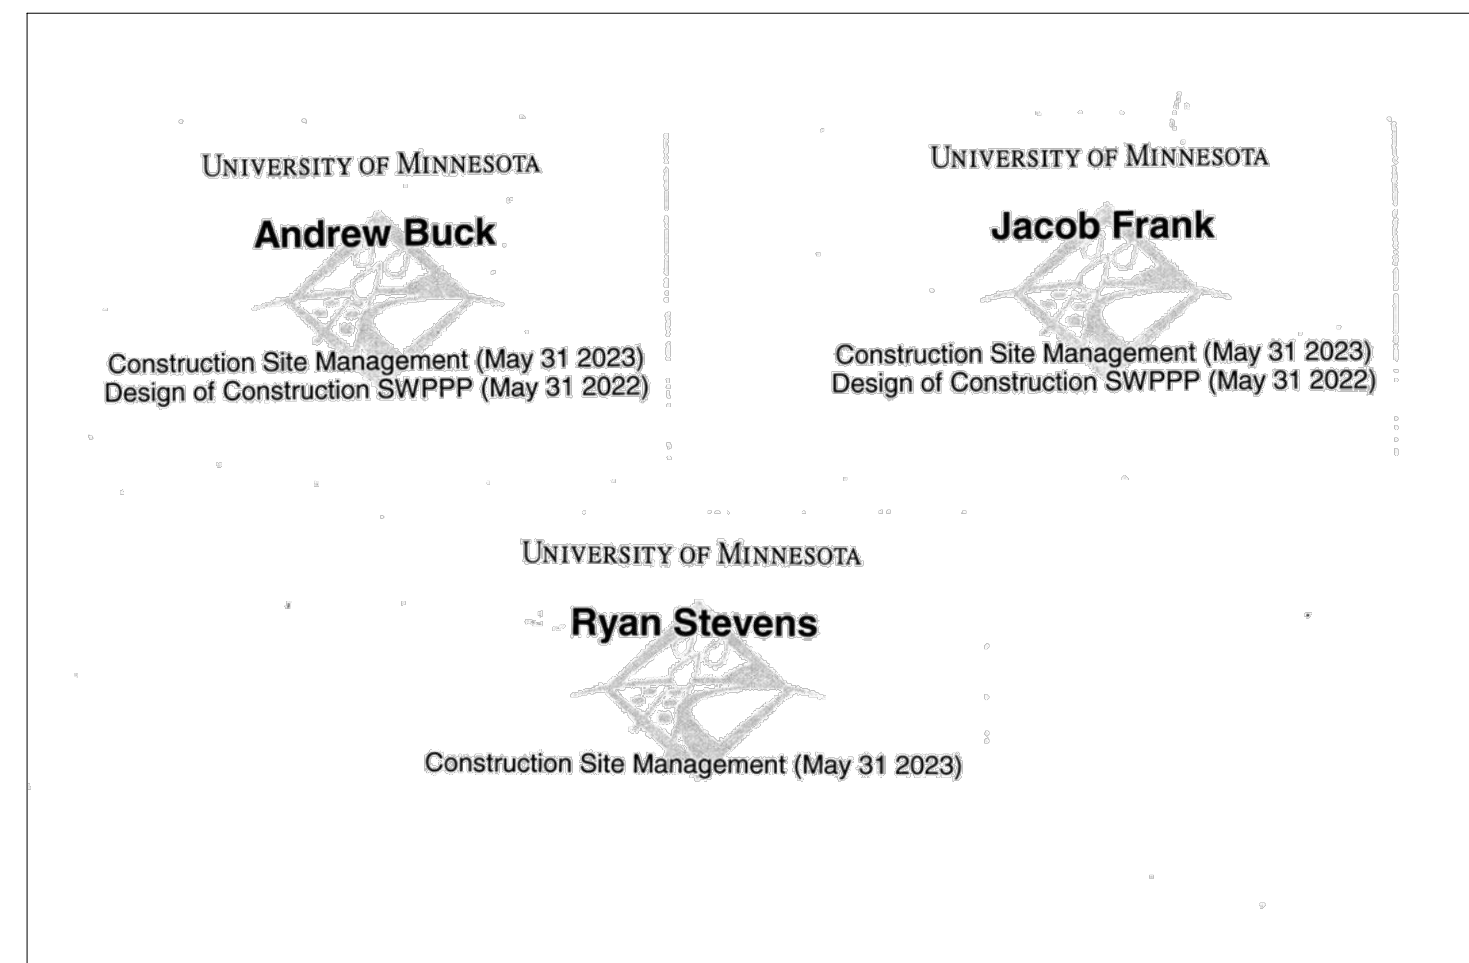 UNIVERSITY OF MINNESOTA
Andrew Buck
Construction Site Management (May 31 2023)
Design of Construction SWPPP (May 31 2022)
UNIVERSITY OF MINNESOTA
Jacob Frank
Construction Site Management (May 31 2023)
Design of Construction SWPPP (May 31 2022)
UNIVERSITY OF MINNESOTA
Ryan Stevens
Construction Site Management (May 31 2023)